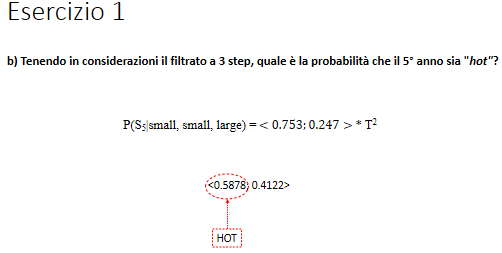 Esercizio 1
b) Tenendo in considerazioni il filtrato a 3 step, quale è la probabilità che il 5° anno sia "hot"?
P(S₅|small, small, large) = < 0.753; 0.247 > * T²
<0.5878; 0.4122>
HOT